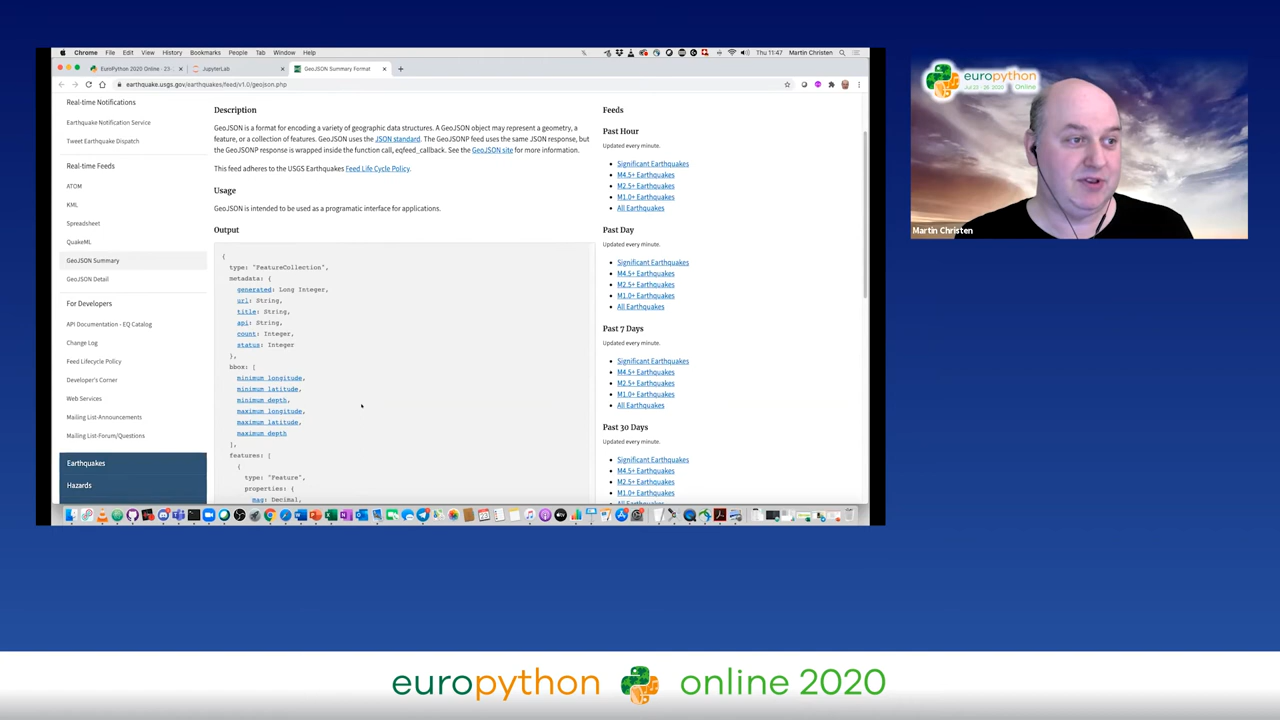 Chrome File Edit View History Bookmarks People Tab Window Help
Thu 11:47 Martin Christen
EuroPython 2020 Online - 23-
JupyterLab
GeoJSON Summary Format
earthquake.usgs.gov/earthquakes/feed/v1.0/geojson.php
Real-time Notifications
Earthquake Notification Service
Tweet Earthquake Dispatch
Real-time Feeds
ATOM
KML
Spreadsheet
QuakeML
GeoJSON Summary
GeoJSON Detail
For Developers
API Documentation - EQ Catalog
Change Log
Feed Lifecycle Policy
Developer's Corner
Web Services
Mailing List-Announcements
Mailing List-Forum/Questions
Earthquakes
Hazards
Description
GeoJSON is a format for encoding a variety of geographic data structures. A GeoJSON object may represent a geometry, a
feature, or a collection of features. GeoJSON uses the JSON standard. The GeoJSONP feed uses the same JSON response, but
the GeoJSONP response is wrapped inside the function call, eqfeed_callback. See the GeoJSON site for more information.
This feed adheres to the USGS Earthquakes Feed Life Cycle Policy.
Usage
GeoJSON is intended to be used as a programatic interface for applications.
Output
{
type: "FeatureCollection",
metadata: {
generated: Long Integer,
url: String,
title: String,
api: String,
count: Integer,
status: Integer
},
bbox: [
minimum longitude,
minimum latitude,
minimum depth,
maximum longitude,
maximum latitude,
maximum depth
],
features: [
{
type: "Feature",
properties: {
mag: Decimal,
Feeds
Past Hour
Updated every minute.
Significant Earthquakes
M4.5+ Earthquakes
M2.5+ Earthquakes
M1.0+ Earthquakes
All Earthquakes
Past Day
Updated every minute.
Significant Earthquakes
M4.5+ Earthquakes
M2.5+ Earthquakes
M1.0+ Earthquakes
All Earthquakes
Past 7 Days
Updated every minute.
Significant Earthquakes
M4.5+ Earthquakes
M2.5+ Earthquakes
M1.0+ Earthquakes
All Earthquakes
Past 30 Days
Updated every minute.
Significant Earthquakes
M4.5+ Earthquakes
M2.5+ Earthquakes
M1.0+ Earthquakes
europython
Jul 23 - 26 2020 Online
Martin Christen
europython online 2020